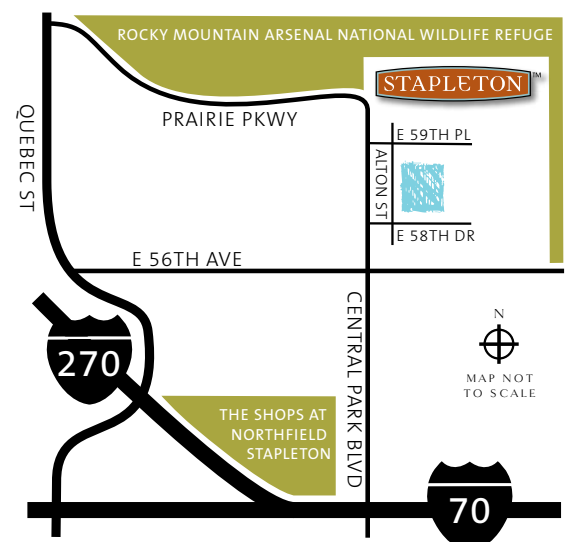 ROCKY MOUNTAIN ARSENAL NATIONAL WILDLIFE REFUGE
STAPLETON™
QUEBEC ST
PRAIRIE PKWY
E 59TH PL
ALTON ST
E 58TH DR
E 56TH AVE
CENTRAL PARK BLVD
N
MAP NOT
TO SCALE
270
THE SHOPS AT
NORTHFIELD
STAPLETON
70